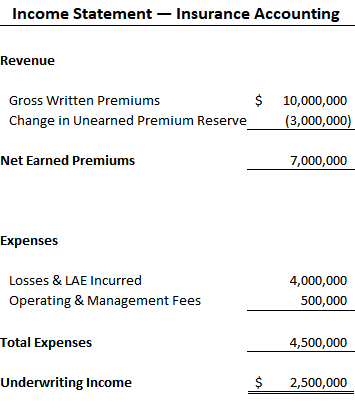 Income Statement — Insurance Accounting
Revenue
Gross Written Premiums $ 10,000,000
Change in Unearned Premium Reserve (3,000,000)
Net Earned Premiums 7,000,000
Expenses
Losses & LAE Incurred 4,000,000
Operating & Management Fees 500,000
Total Expenses 4,500,000
Underwriting Income $ 2,500,000